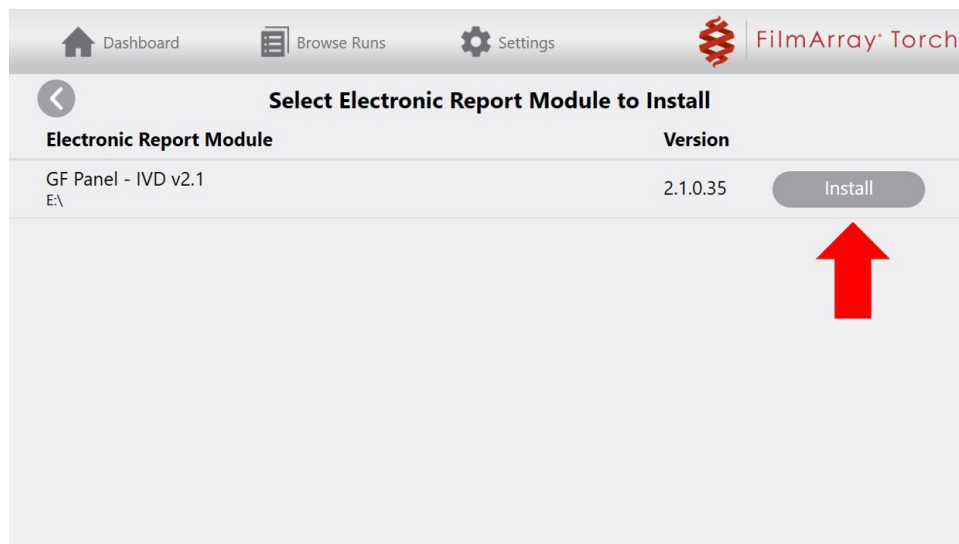 Dashboard
Browse Runs
Settings
FilmArray® Torch
Select Electronic Report Module to Install
Electronic Report Module
Version
GF Panel - IVD v2.1
E:\
2.1.0.35
Install